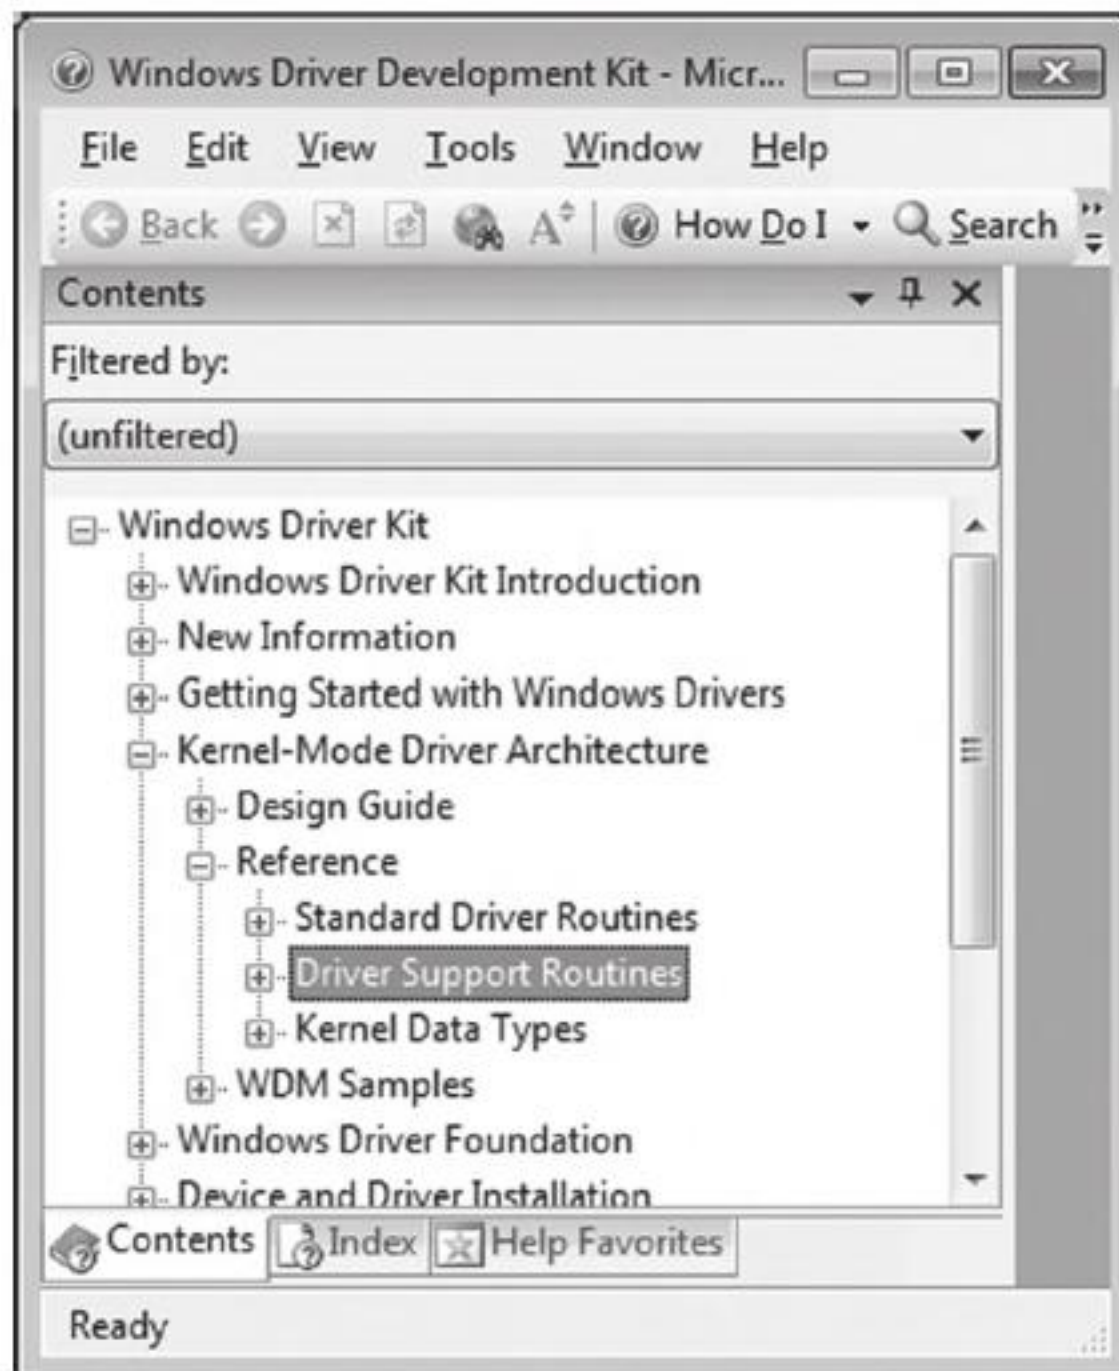 Windows Driver Development Kit - Micr...
File Edit View Tools Window Help
Back How Do I Search
Contents
Filtered by:
(unfiltered)
Windows Driver Kit
Windows Driver Kit Introduction
New Information
Getting Started with Windows Drivers
Kernel-Mode Driver Architecture
Design Guide
Reference
Standard Driver Routines
Driver Support Routines
Kernel Data Types
WDM Samples
Windows Driver Foundation
Device and Driver Installation
Contents Index Help Favorites
Ready